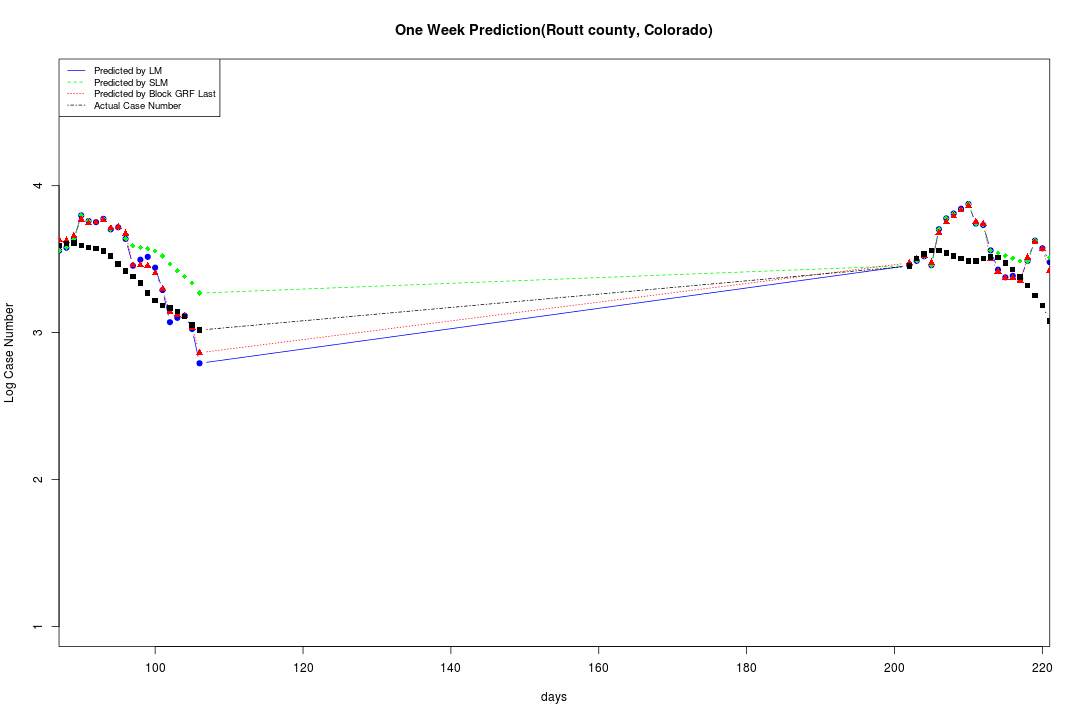 One Week Prediction(Routt county, Colorado)
Predicted by LM
Predicted by SLM
Predicted by Block GRF Last
Actual Case Number
Log Case Number
4
3
2
1
100 120 140 160 180 200 220
days